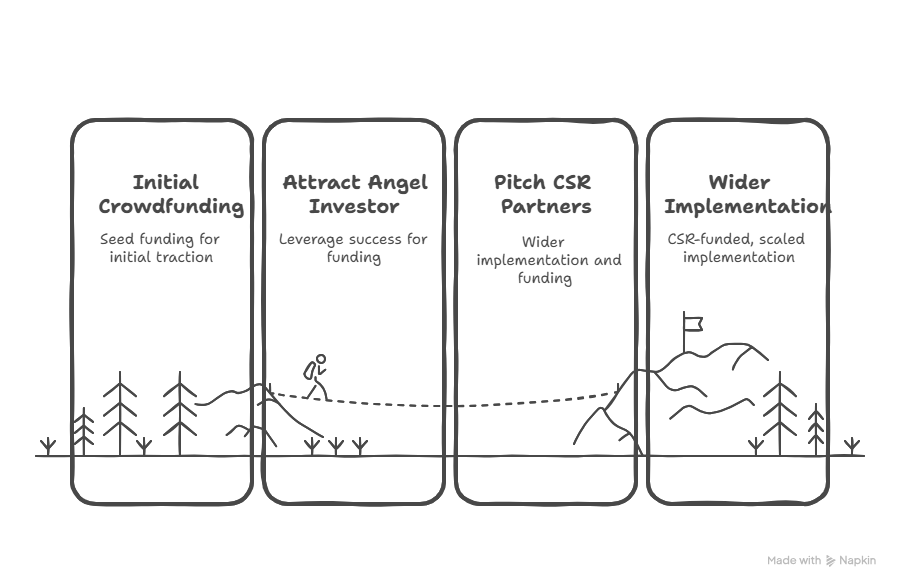 Initial
Crowdfunding
Seed funding for
initial traction
Attract Angel
Investor
Leverage success for
funding
Pitch CSR
Partners
Wider
implementation and
funding
Wider
Implementation
CSR-funded, scaled
implementation
Made with Napkin